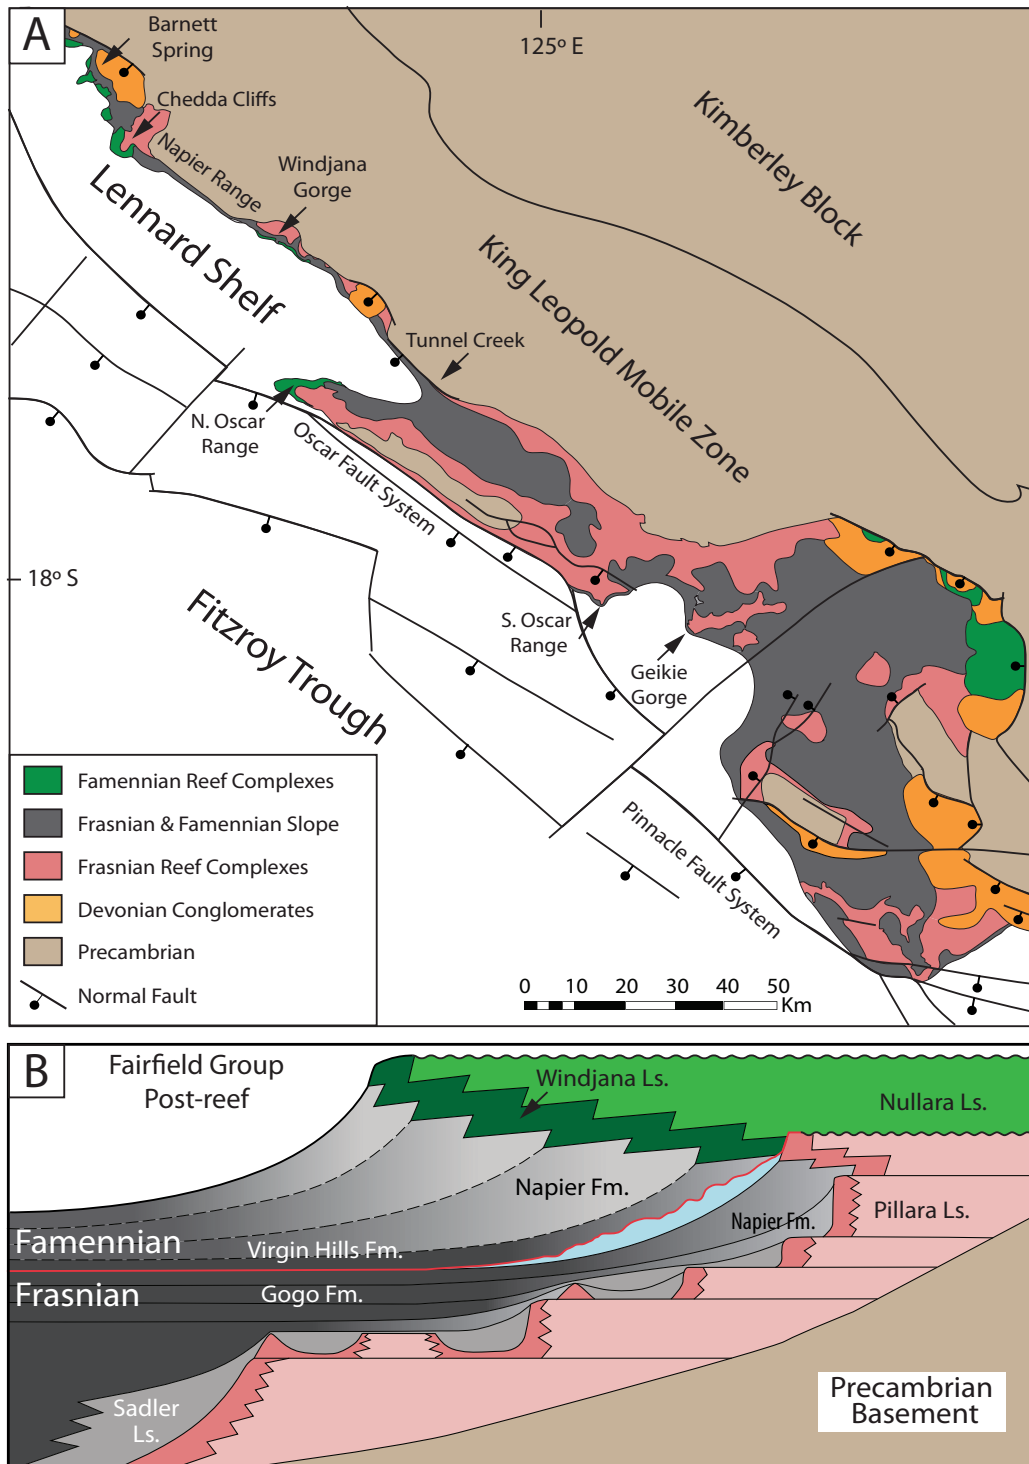 A
Barnett
Spring
125º E
Chedda Cliffs
Napier Range
Windjana
Gorge
Kimberley Block
Lennard Shelf
King Leopold Mobile Zone
Tunnel Creek
N. Oscar
Range
Oscar Fault System
18º S
S. Oscar
Range
Fitzroy Trough
Geikie
Gorge
Pinnacle Fault System
Famennian Reef Complexes
Frasnian & Famennian Slope
Frasnian Reef Complexes
Devonian Conglomerates
Precambrian
Normal Fault
0 10 20 30 40 50
Km
B
Fairfield Group
Post-reef
Windjana Ls.
Nullara Ls.
Napier Fm.
Napier Fm.
Pillara Ls.
Famennian
Virgin Hills Fm.
Frasnian
Gogo Fm.
Sadler
Ls.
Precambrian
Basement